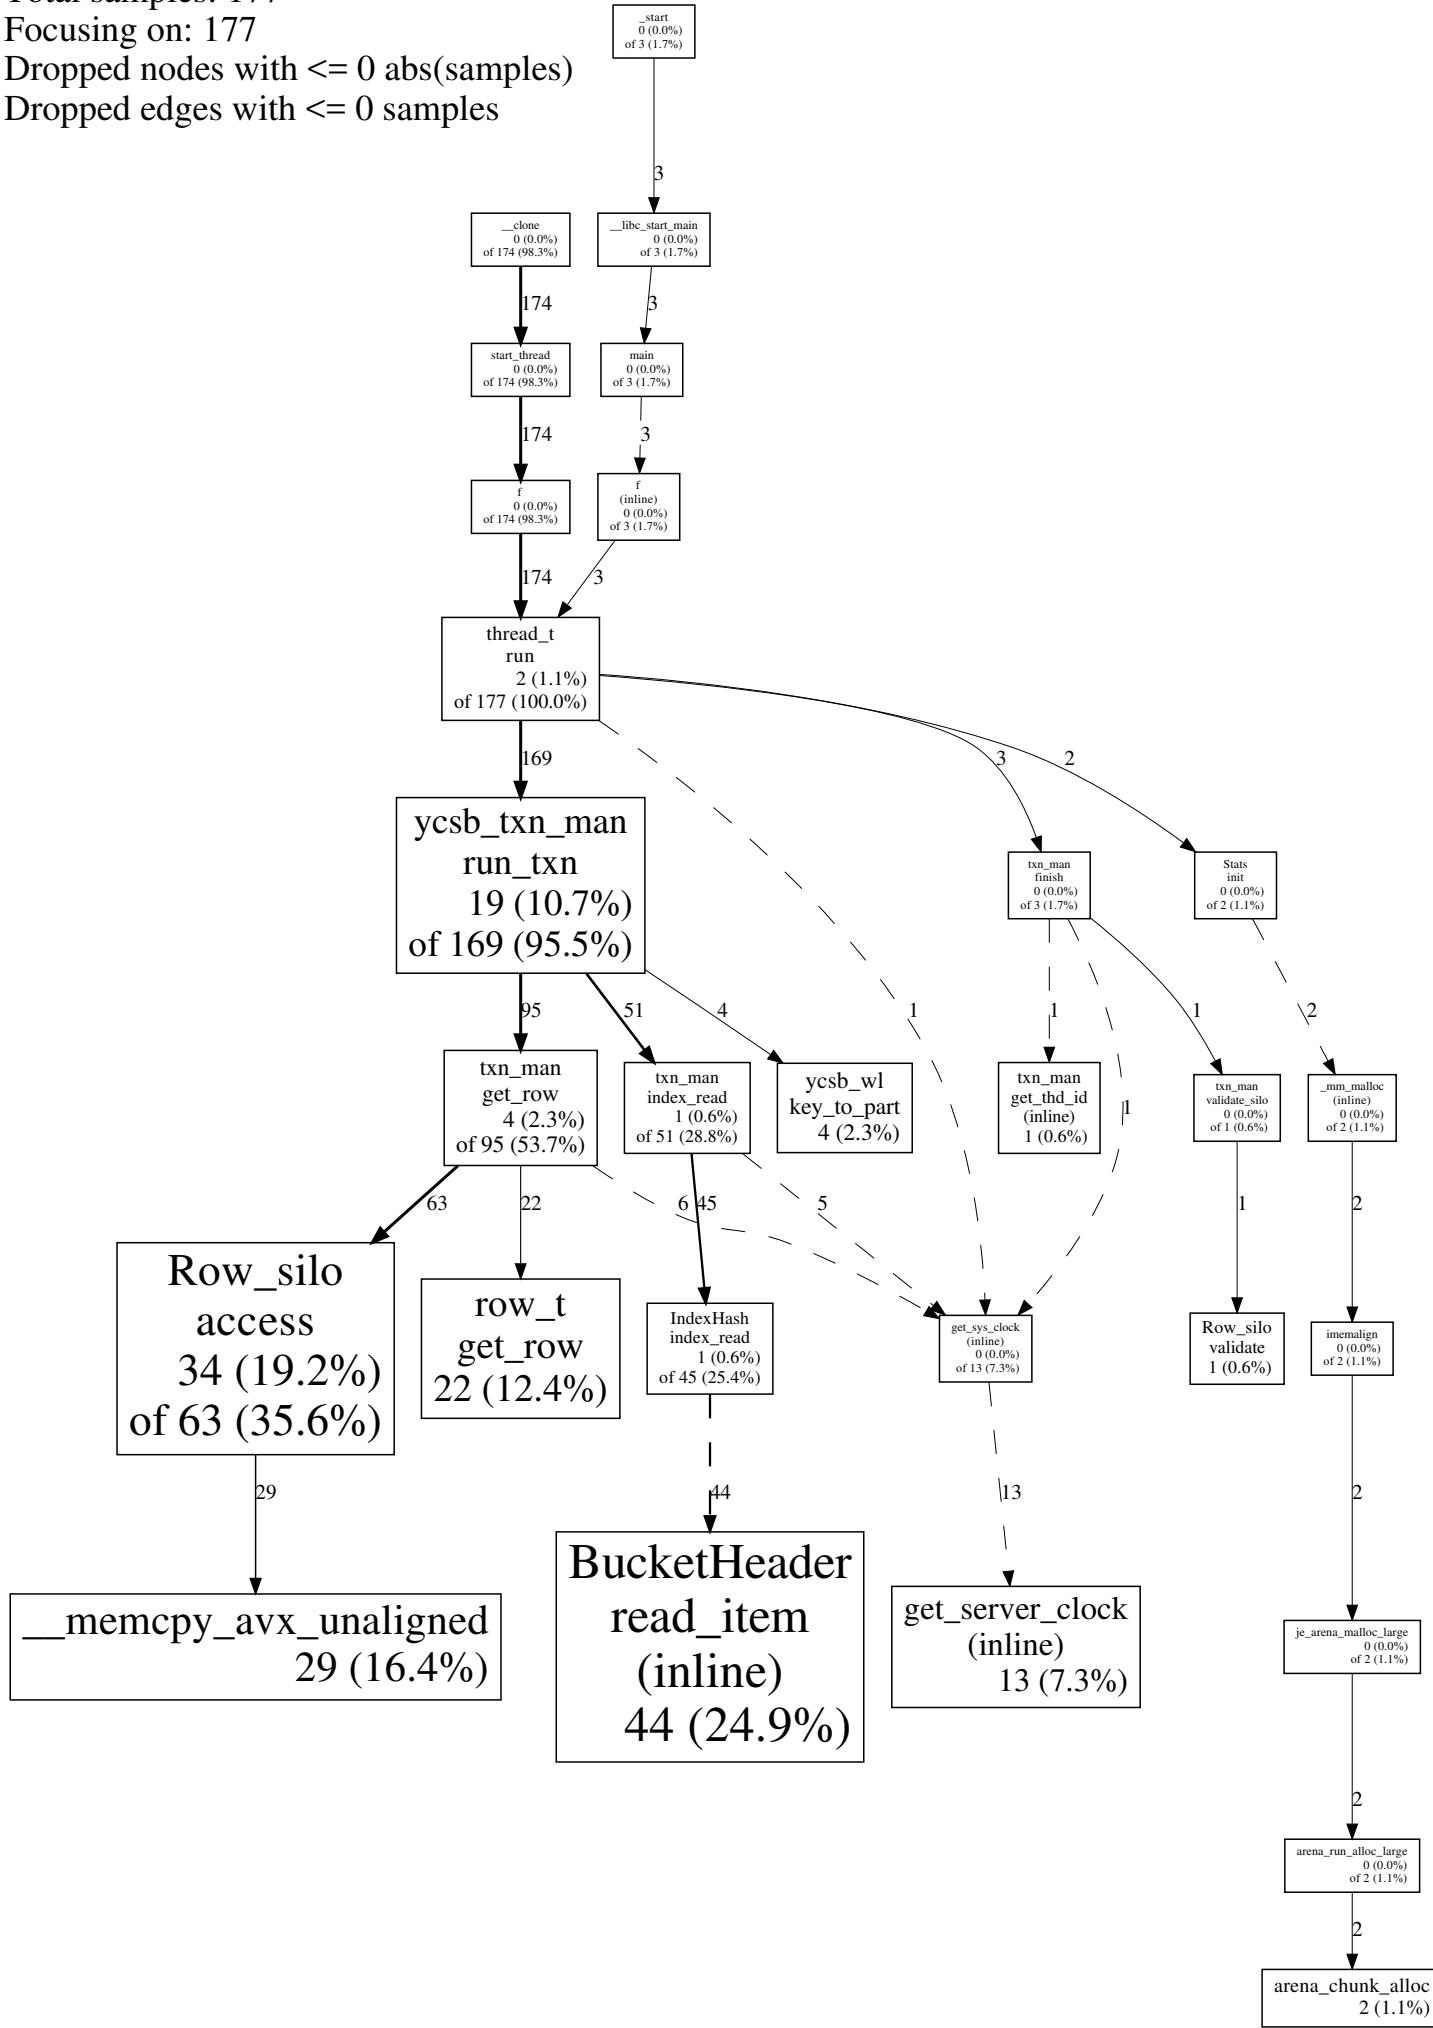 Total samples: 177
Focusing on: 177
Dropped nodes with <= 0 abs(samples)
Dropped edges with <= 0 samples
_start
0 (0.0%)
of 3 (1.7%)
3
__clone
0 (0.0%)
of 174 (98.3%)
__libc_start_main
0 (0.0%)
of 3 (1.7%)
174
3
start_thread
0 (0.0%)
of 174 (98.3%)
main
0 (0.0%)
of 3 (1.7%)
174
3
f
0 (0.0%)
of 174 (98.3%)
f
(inline)
0 (0.0%)
of 3 (1.7%)
174
3
thread_t
run
2 (1.1%)
of 177 (100.0%)
169
3
2
ycsb_txn_man
run_txn
19 (10.7%)
of 169 (95.5%)
txn_man
finish
0 (0.0%)
of 3 (1.7%)
Stats
init
0 (0.0%)
of 2 (1.1%)
95
51
4
1
1
1
2
txn_man
get_row
4 (2.3%)
of 95 (53.7%)
txn_man
index_read
1 (0.6%)
of 51 (28.8%)
ycsb_wl
key_to_part
4 (2.3%)
txn_man
get_thd_id
(inline)
1 (0.6%)
1
txn_man
validate_silo
0 (0.0%)
of 1 (0.6%)
_mm_malloc
(inline)
0 (0.0%)
of 2 (1.1%)
63
22
6
45
5
1
2
Row_silo
access
34 (19.2%)
of 63 (35.6%)
row_t
get_row
22 (12.4%)
IndexHash
index_read
1 (0.6%)
of 45 (25.4%)
get_sys_clock
(inline)
0 (0.0%)
of 13 (7.3%)
Row_silo
validate
1 (0.6%)
imemalign
0 (0.0%)
of 2 (1.1%)
29
44
13
2
__memcpy_avx_unaligned
29 (16.4%)
BucketHeader
read_item
(inline)
44 (24.9%)
get_server_clock
(inline)
13 (7.3%)
je_arena_malloc_large
0 (0.0%)
of 2 (1.1%)
2
arena_run_alloc_large
0 (0.0%)
of 2 (1.1%)
2
arena_chunk_alloc
2 (1.1%)